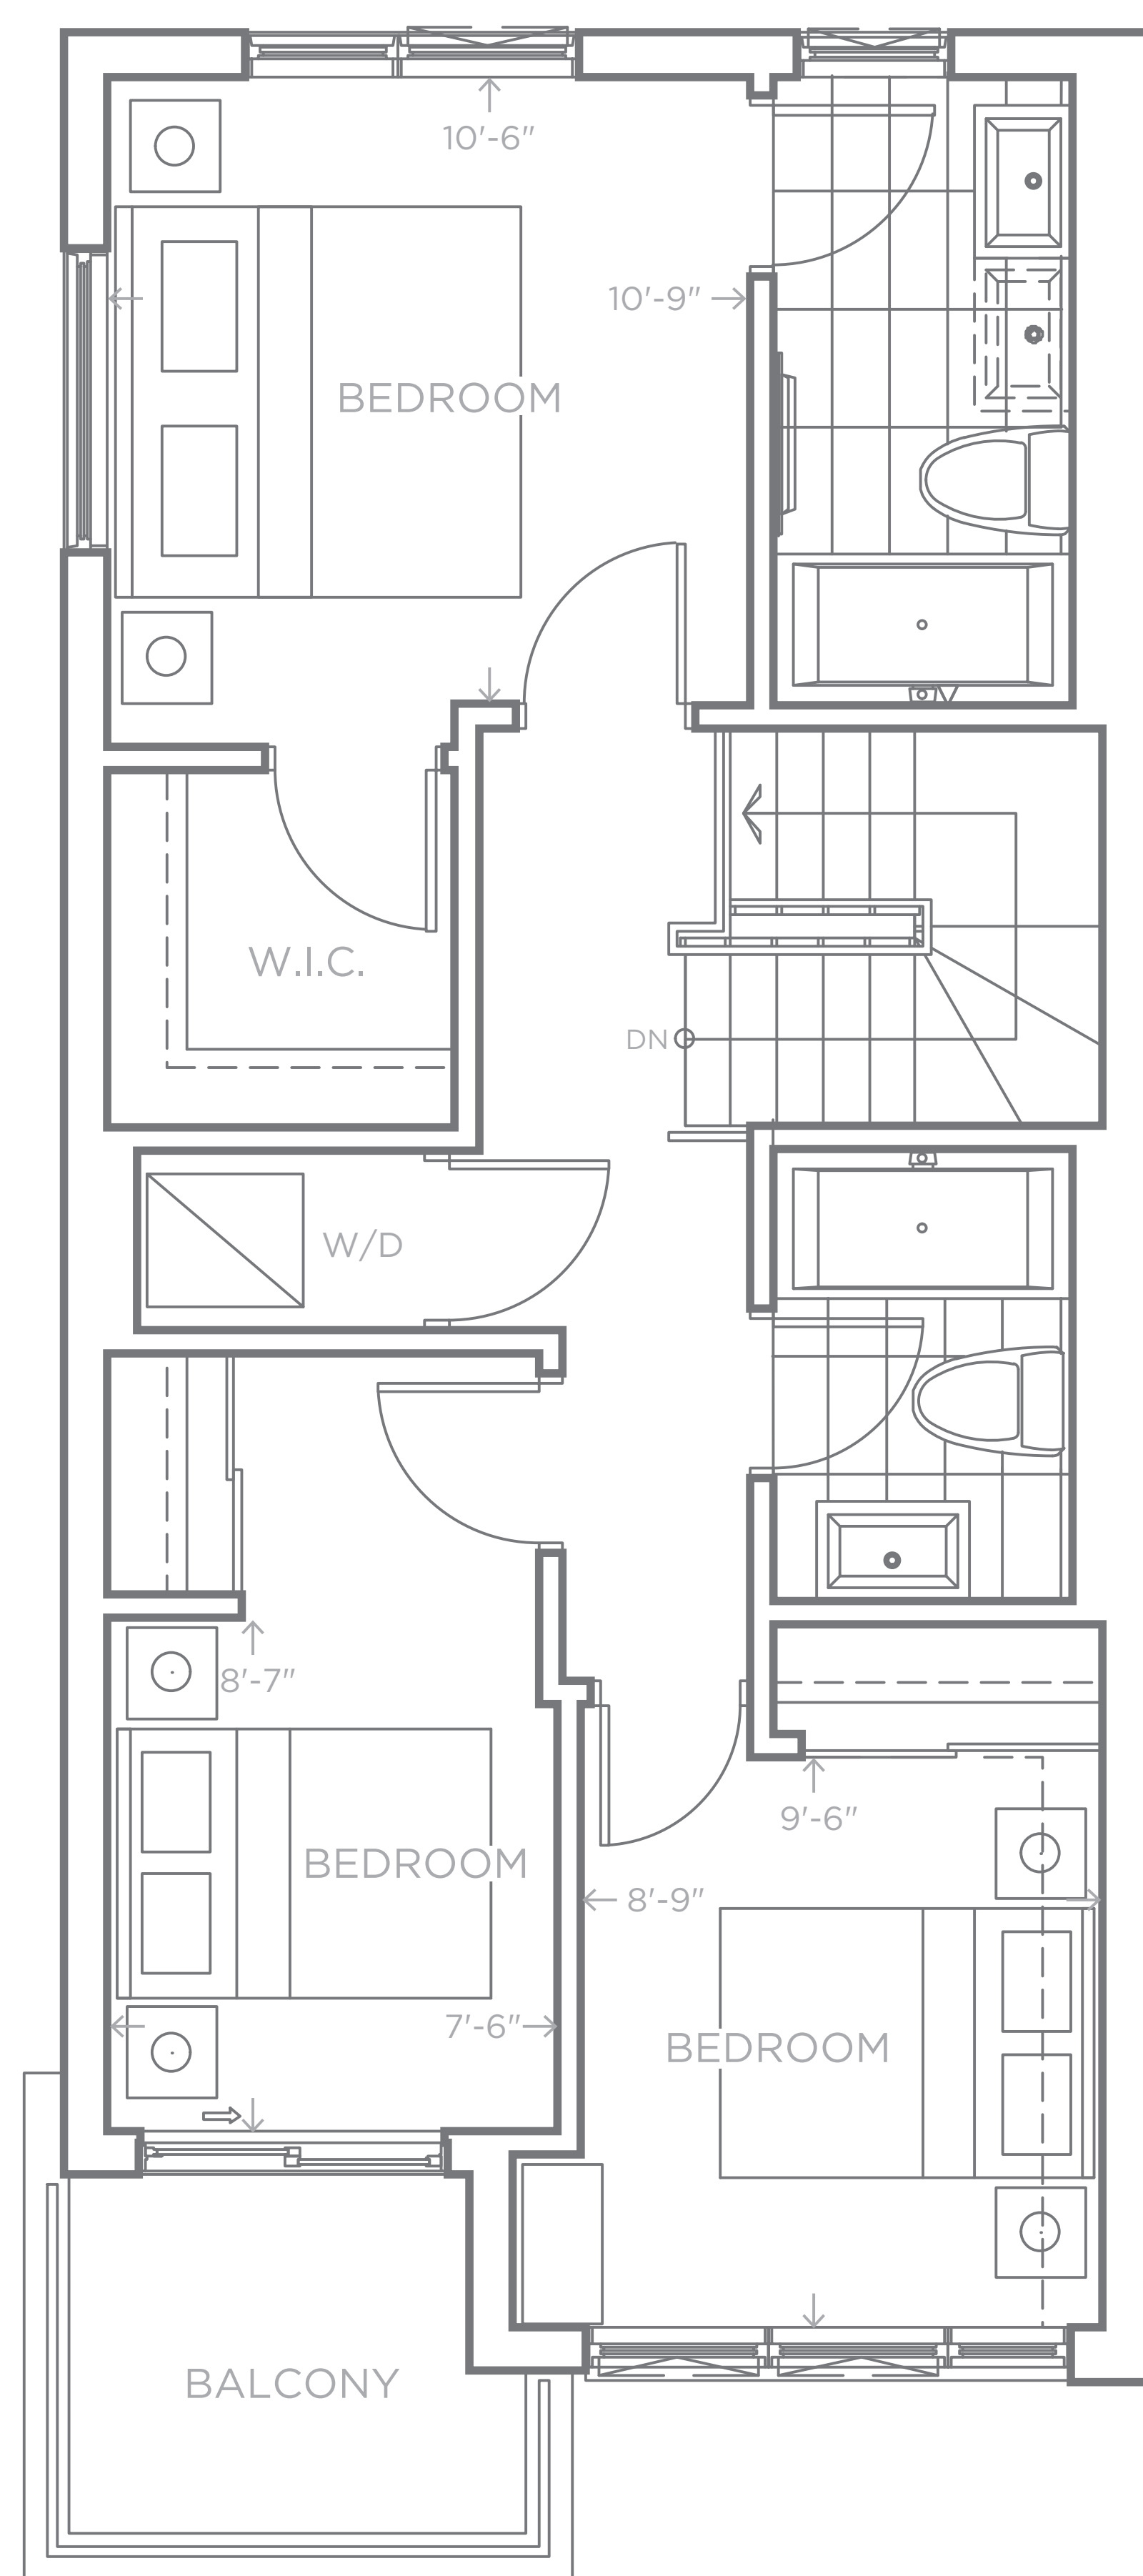 10'-6"
10'-9"
BEDROOM
W.I.C.
DN
W/D
8'-7"
9'-6"
BEDROOM
8'-9"
7'-6"
BEDROOM
BALCONY